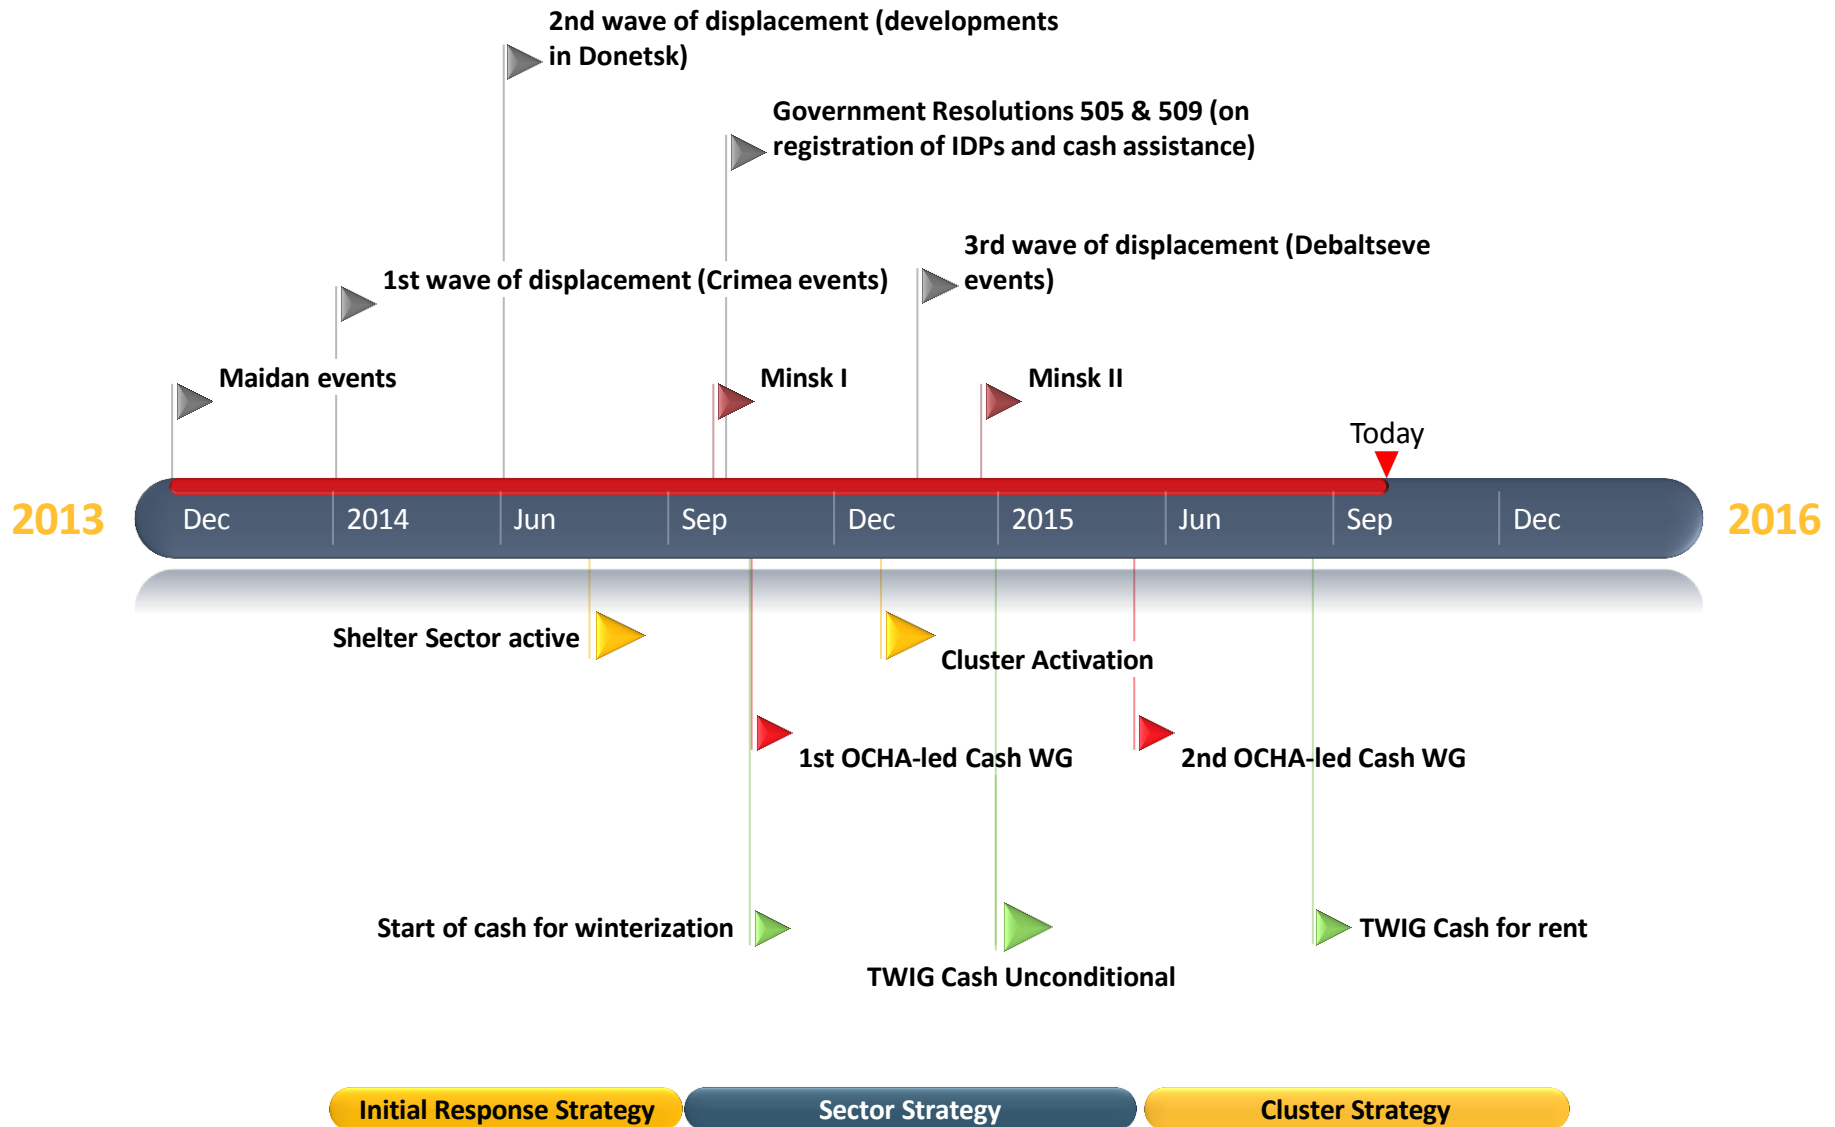 2nd wave of displacement (developments
in Donetsk)
Government Resolutions 505 & 509 (on
registration of IDPs and cash assistance)
3rd wave of displacement (Debaltseve
events)
1st wave of displacement (Crimea events)
Maidan events
Minsk I
Minsk II
Today
2013
Dec
2014
Jun
Sep
Dec
2015
Jun
Sep
Dec
2016
Shelter Sector active
Cluster Activation
1st OCHA-led Cash WG
2nd OCHA-led Cash WG
Start of cash for winterization
TWIG Cash for rent
TWIG Cash Unconditional
Initial Response Strategy
Sector Strategy
Cluster Strategy